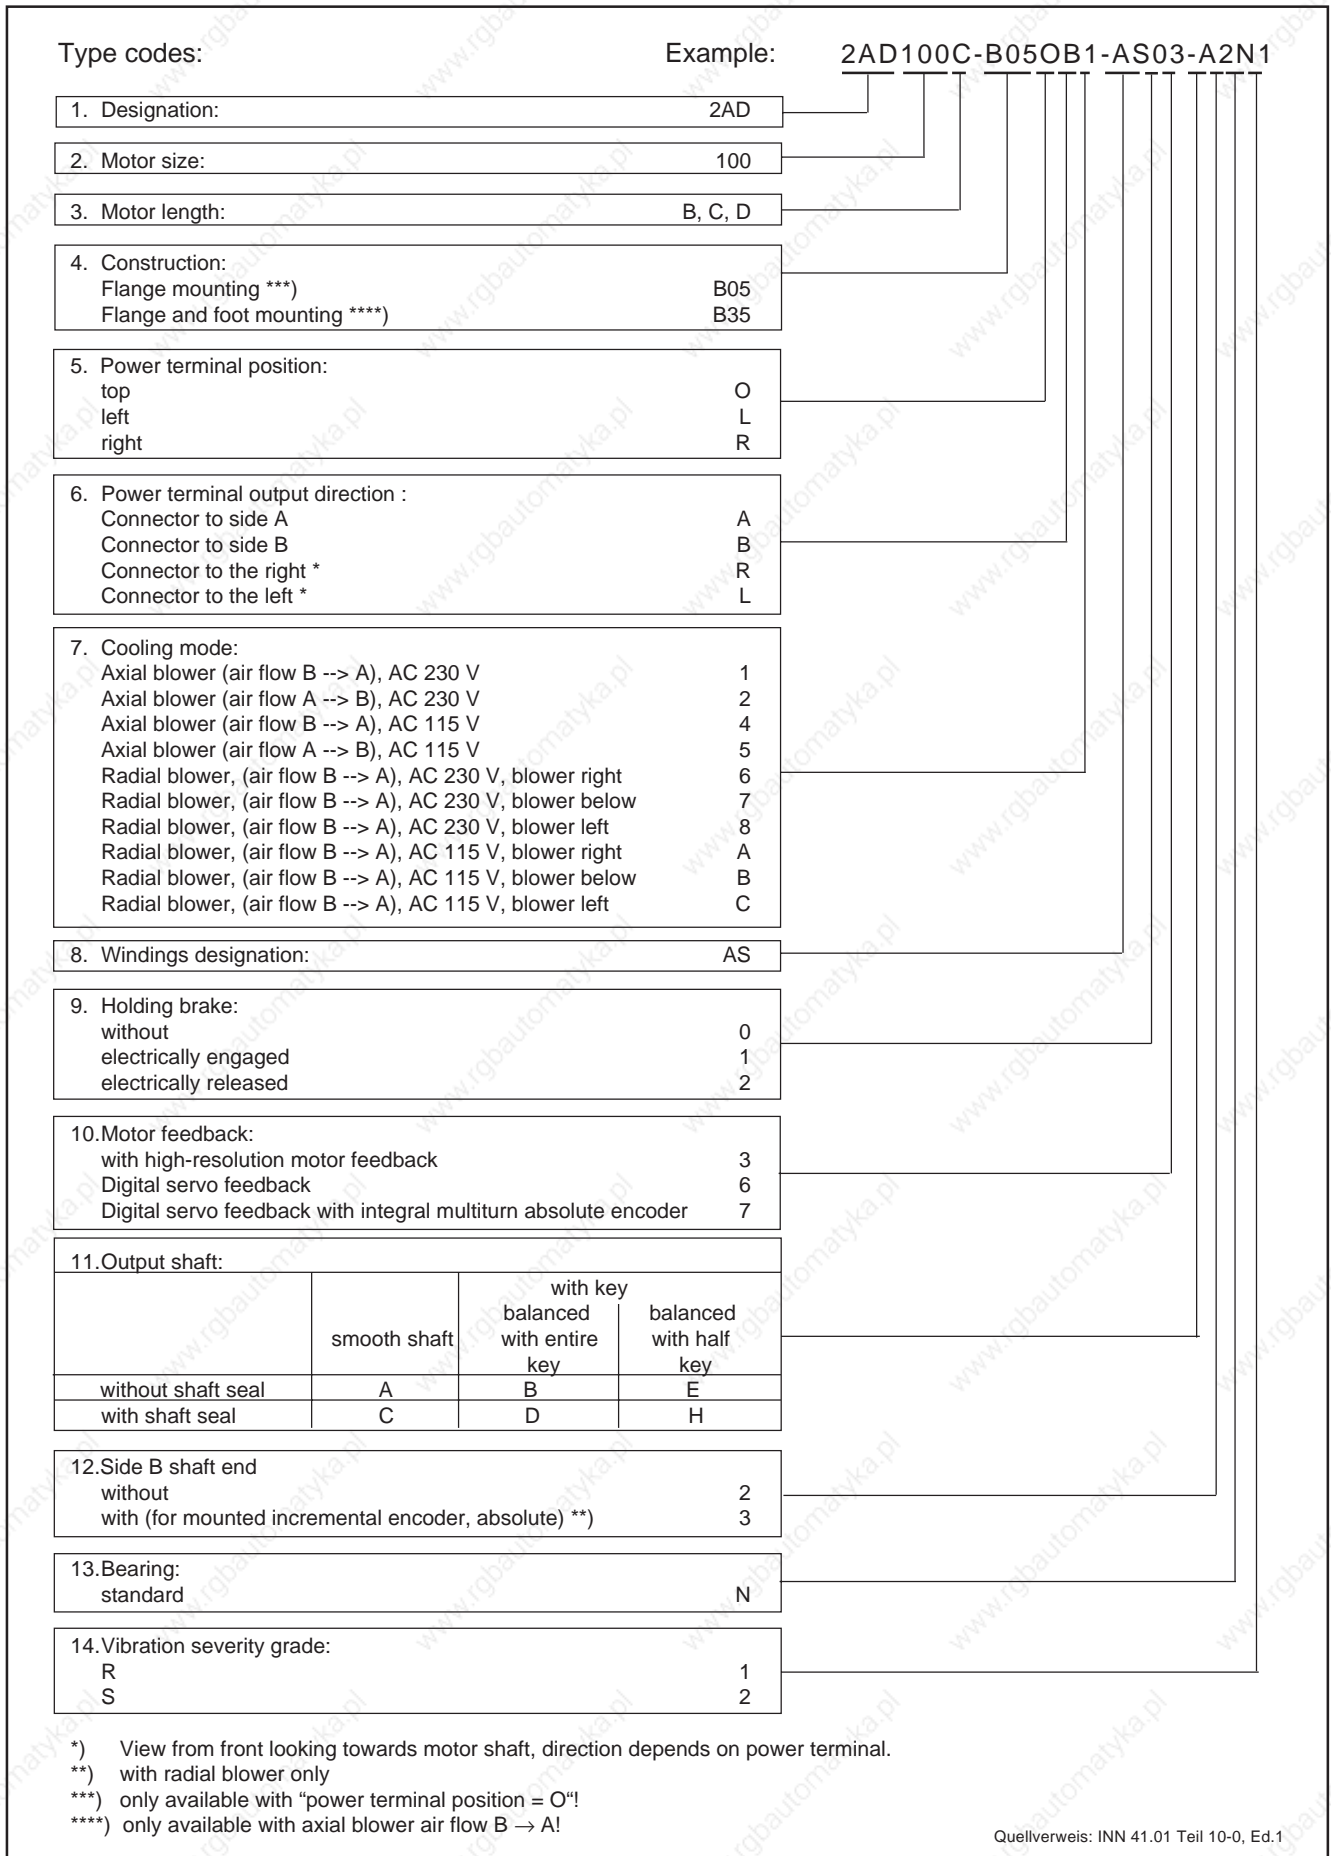 Type codes: Example: 2AD100C-B05OB1-AS03-A2N1
1. Designation: 2AD
2. Motor size: 100
3. Motor length: B, C, D
4. Construction:
Flange mounting ***) B05
Flange and foot mounting ****) B35
5. Power terminal position:
top O
left L
right R
6. Power terminal output direction :
Connector to side A A
Connector to side B B
Connector to the right * R
Connector to the left * L
7. Cooling mode:
Axial blower (air flow B --> A), AC 230 V 1
Axial blower (air flow A --> B), AC 230 V 2
Axial blower (air flow B --> A), AC 115 V 4
Axial blower (air flow A --> B), AC 115 V 5
Radial blower, (air flow B --> A), AC 230 V, blower right 6
Radial blower, (air flow B --> A), AC 230 V, blower below 7
Radial blower, (air flow B --> A), AC 230 V, blower left 8
Radial blower, (air flow B --> A), AC 115 V, blower right A
Radial blower, (air flow B --> A), AC 115 V, blower below B
Radial blower, (air flow B --> A), AC 115 V, blower left C
8. Windings designation: AS
9. Holding brake:
without 0
electrically engaged 1
electrically released 2
10.Motor feedback:
with high-resolution motor feedback 3
Digital servo feedback 6
Digital servo feedback with integral multiturn absolute encoder 7
11.Output shaft:
with key
balanced balanced
smooth shaft with entire with half
key key
without shaft seal A B E
with shaft seal C D H
12.Side B shaft end
without 2
with (for mounted incremental encoder, absolute) **) 3
13.Bearing:
standard N
14.Vibration severity grade:
R 1
S 2
*) View from front looking towards motor shaft, direction depends on power terminal.
**) with radial blower only
***) only available with “power terminal position = O“!
****) only available with axial blower air flow B → A!
Quellverweis: INN 41.01 Teil 10-0, Ed.1
www.rgbautomatyka.pl